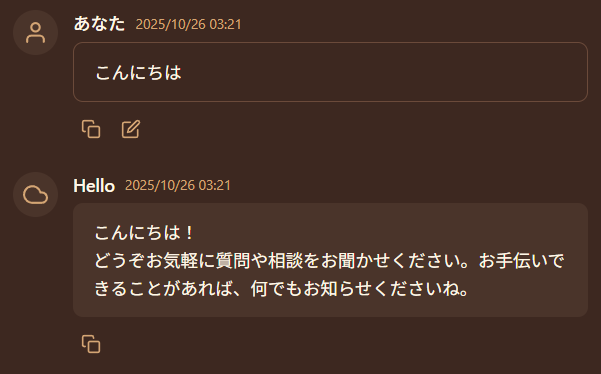 あなた 2025/10/26 03:21
こんにちは
Hello 2025/10/26 03:21
こんにちは！
どうぞお気軽に質問や相談をお聞かせください。お手伝いで
きることがあれば、何でもお知らせくださいね。